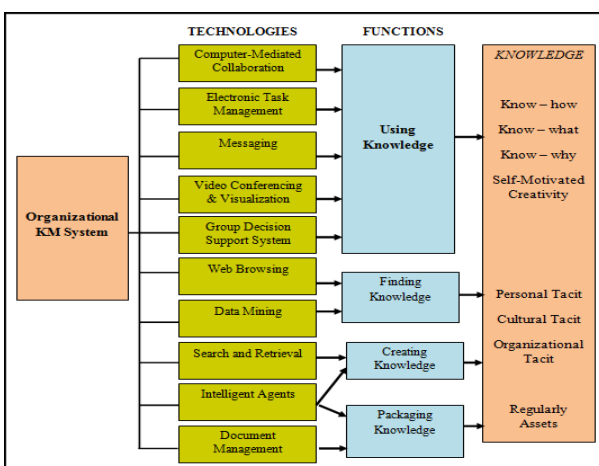 TECHNOLOGIES
FUNCTIONS
Organizational
KM System
Computer-Mediated
Collaboration
Electronic Task
Management
Messaging
Video Conferencing
& Visualization
Group Decision
Support System
Web Browsing
Data Mining
Search and Retrieval
Intelligent Agents
Document
Management
Using
Knowledge
Finding
Knowledge
Creating
Knowledge
Packaging
Knowledge
KNOWLEDGE
Know – how
Know – what
Know – why
Self-Motivated
Creativity
Personal Tacit
Cultural Tacit
Organizational
Tacit
Regularly
Assets